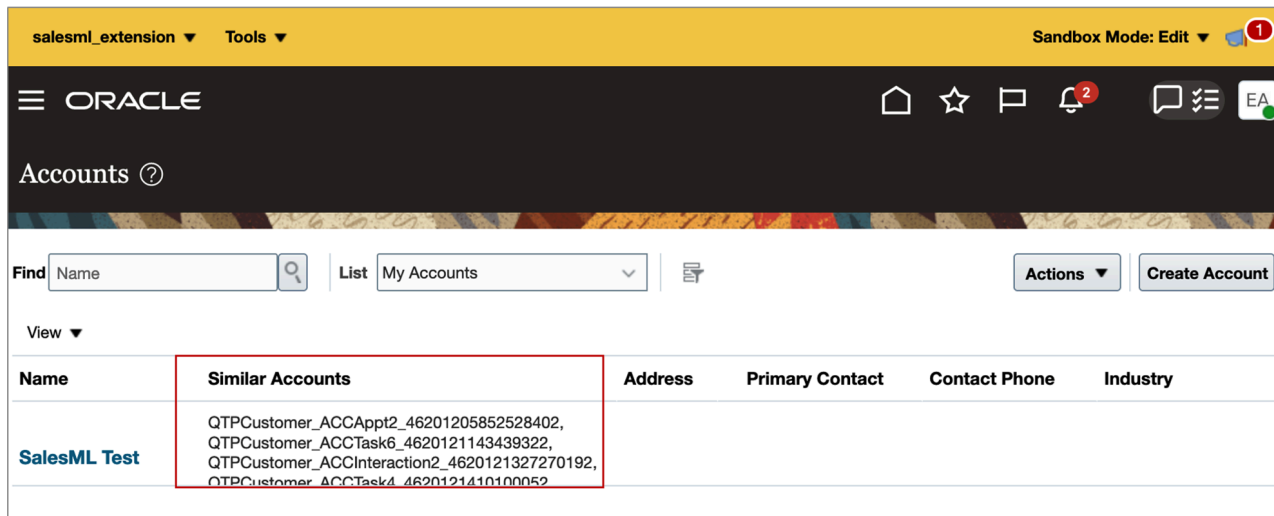 salesml_extension Tools Sandbox Mode: Edit 1
ORACLE 2 EA
Accounts ?
Find Name List My Accounts Actions Create Account
View
Name Similar Accounts Address Primary Contact Contact Phone Industry
QTPCustomer_ACCAppt2_46201205852528402,
QTPCustomer_ACCTask6_4620121143439322,
SalesML Test
QTPCustomer_ACCInteraction2_4620121327270192,
QTPCustomer_ACCTask4_4620121410100052